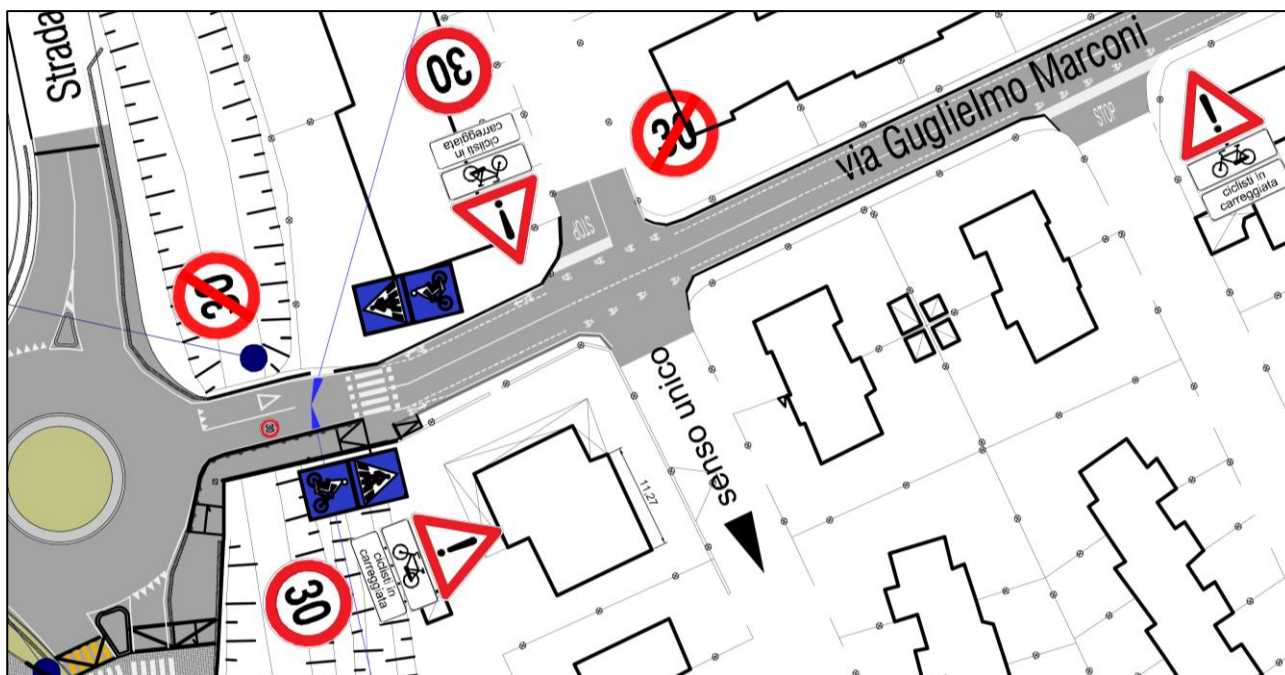 Strada
30
ciclisti in
carreggiata
30
via Guglielmo Marconi
STOP
ciclisti in
carreggiata
STOP
30
senso unico
30
11.27
ciclisti in
carreggiata
30